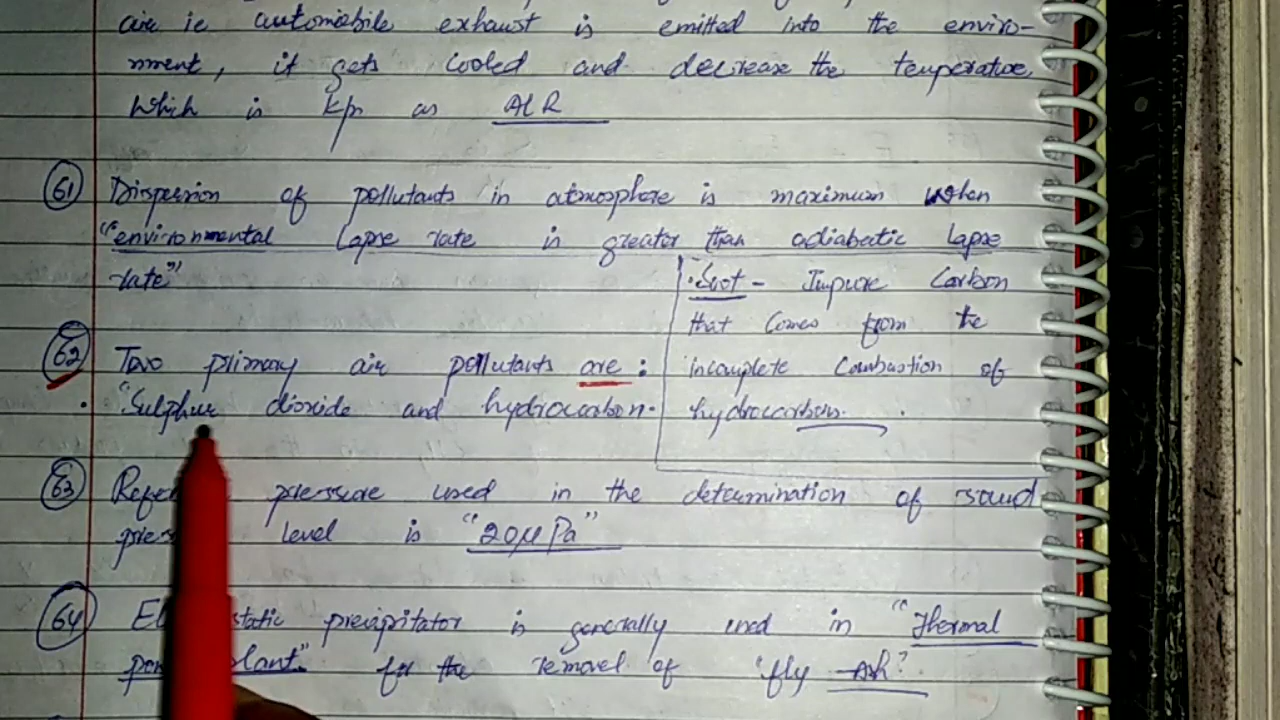 air ie automobile exhaust is emitted into the enviro-
nment, it gets cooled and decrease the temperature
Which is k/n as ALR
61 Dispersion of pollutants in atmosphere is maximum when
"environmental Lapse rate is greater than adiabatic lapse
rate"
62 Two primary air pollutants are :
"Sulphur dioxide and hydrocarbon.
Soot - Impure Carbon
that Comes from the
incomplete Combustion of
hydrocarbons.
63 pressure used in the determination of sound
level is "20μPa"
64 static precipitator is generally used in "Thermal
plant" for the removel of "fly Ash"